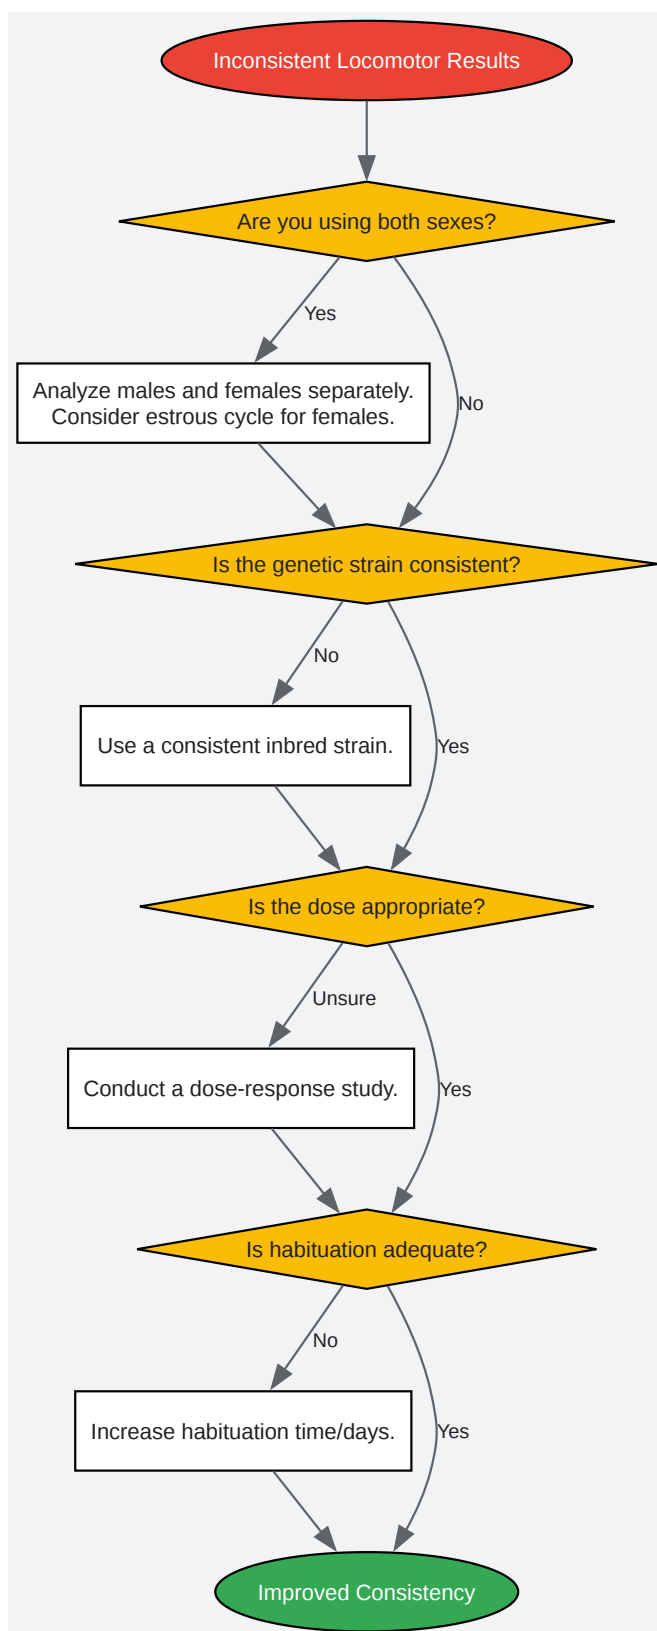 Inconsistent Locomotor Results
Are you using both sexes?
Yes
Analyze males and females separately.
Consider estrous cycle for females.
No
Is the genetic strain consistent?
No
Use a consistent inbred strain.
Yes
Is the dose appropriate?
Unsure
Conduct a dose-response study.
Yes
Is habituation adequate?
No
Increase habituation time/days.
Yes
Improved Consistency